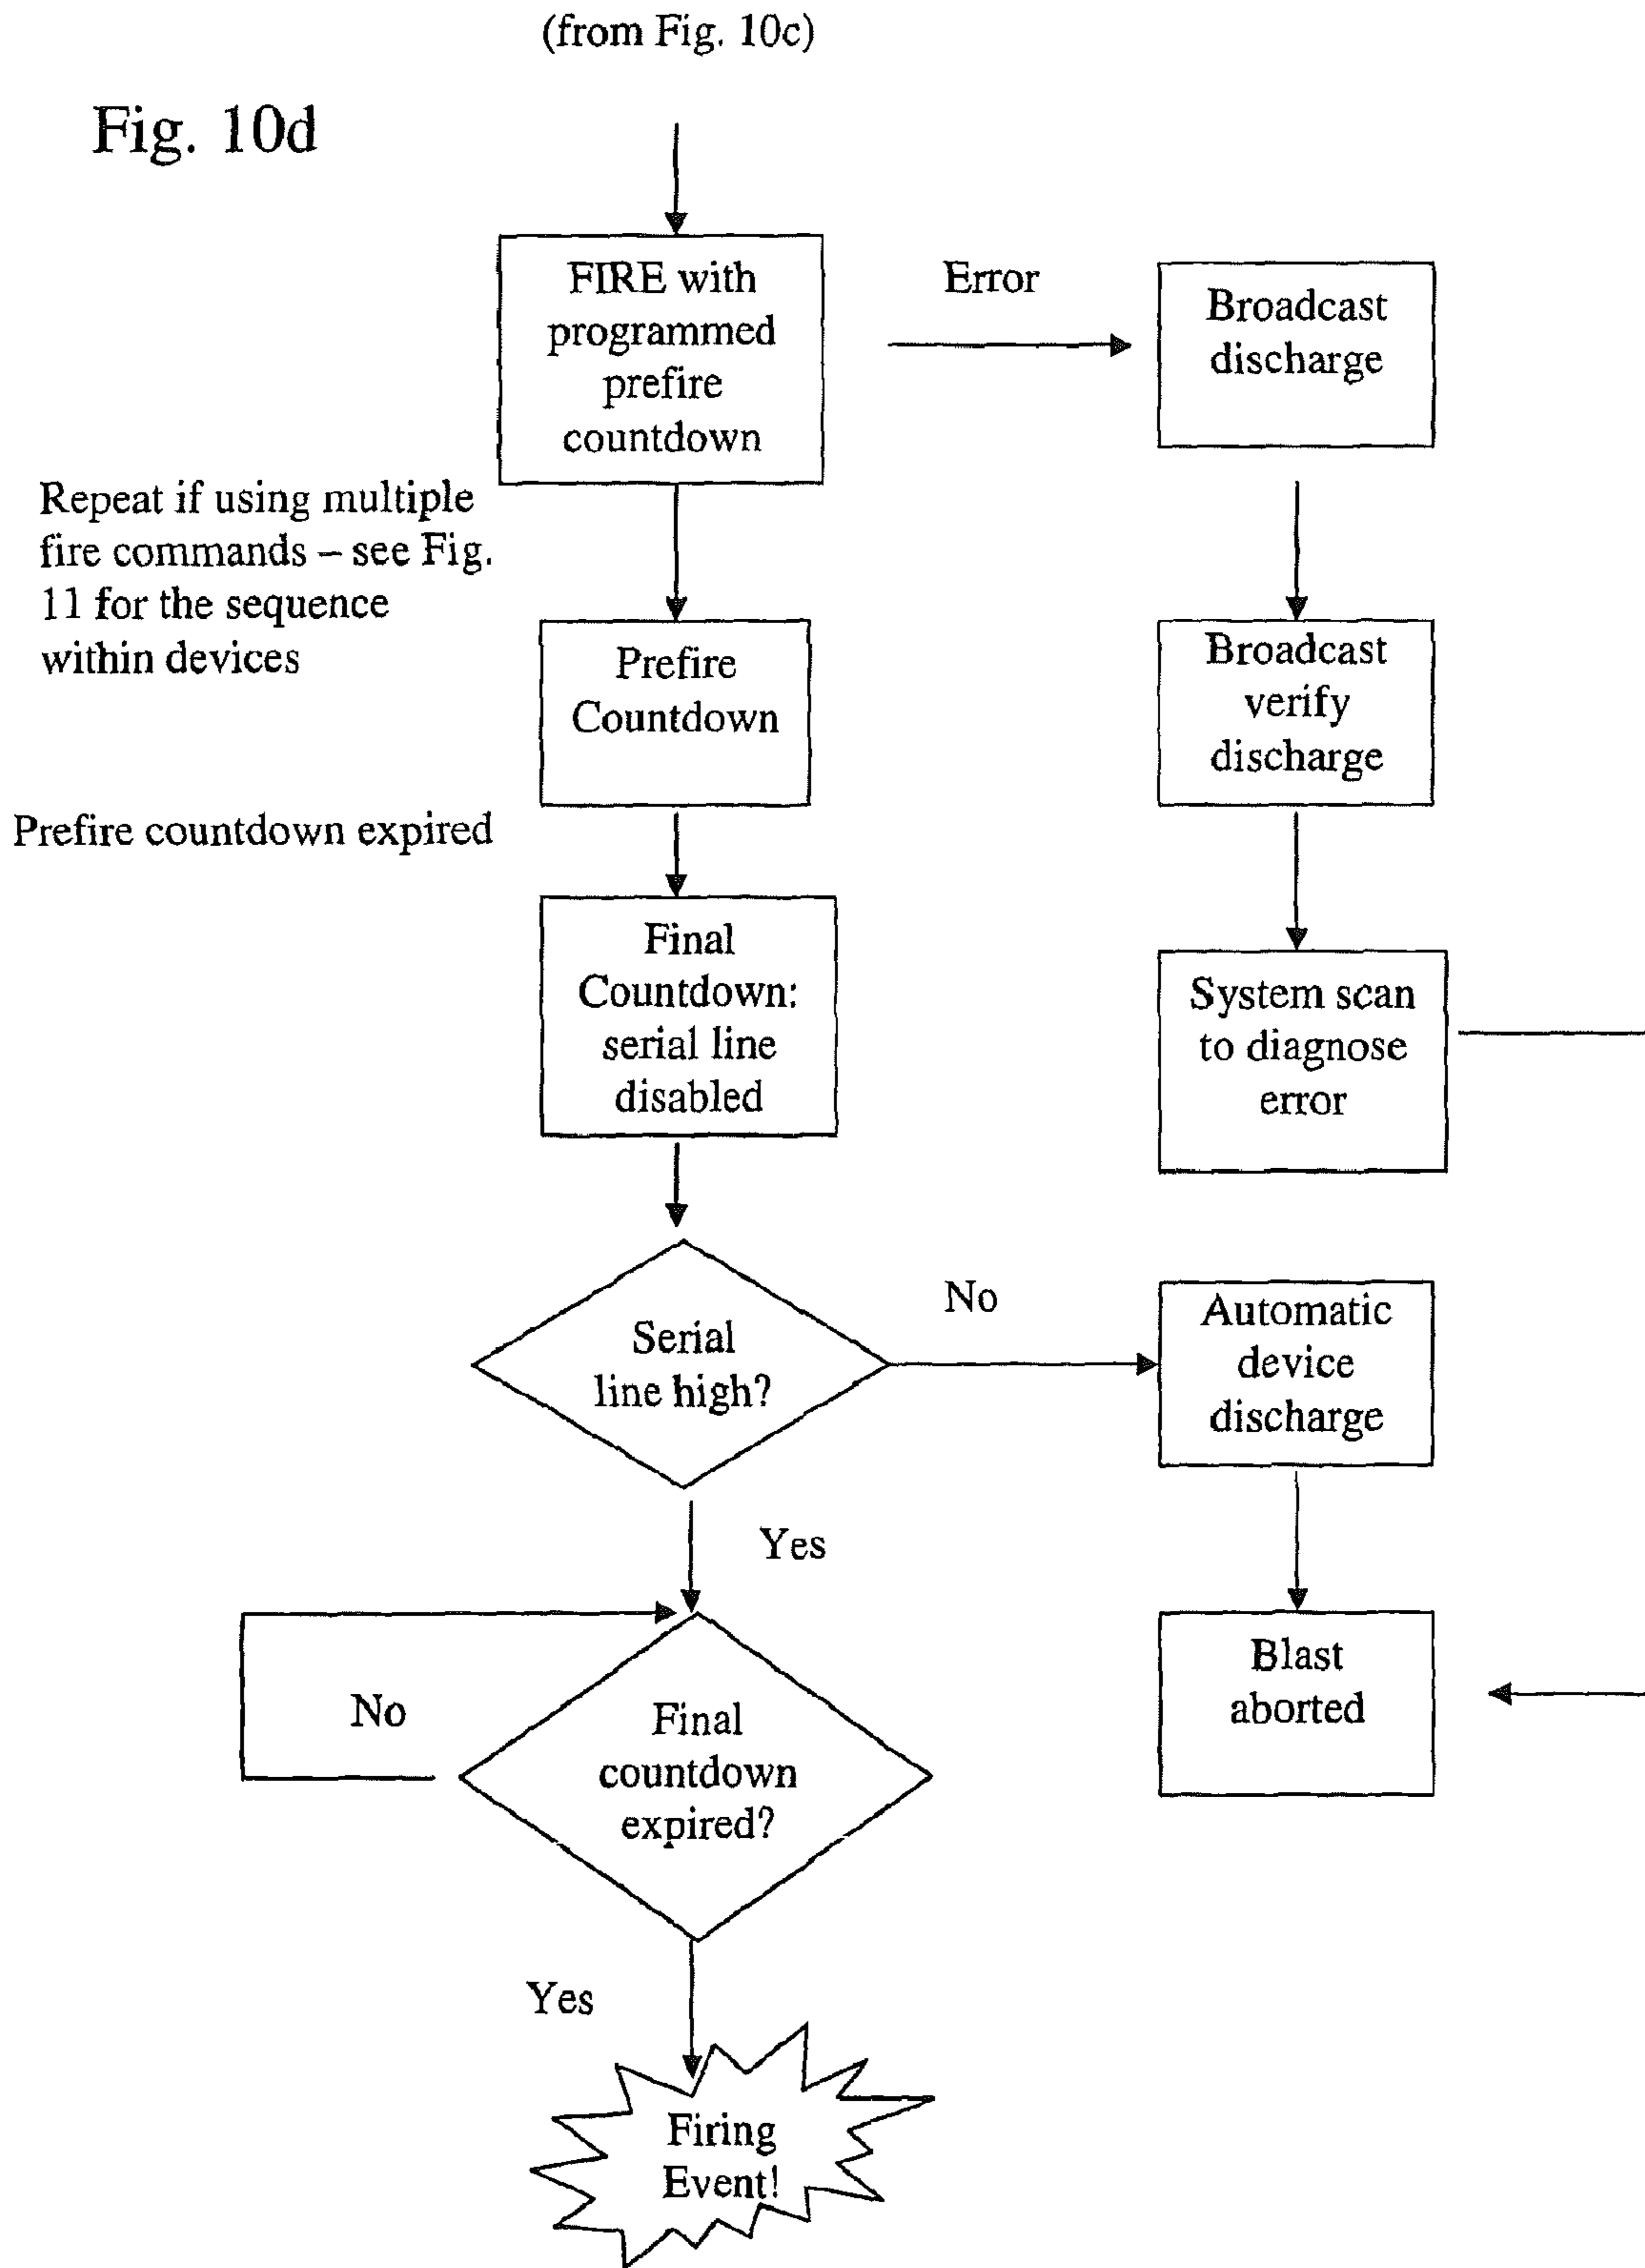 (from Fig. 10c)
Fig. 10d
FIRE with
programmed
prefire
countdown
Error
Broadcast
discharge
Repeat if using multiple
fire commands – see Fig.
11 for the sequence
within devices
Prefire
Countdown
Broadcast
verify
discharge
Prefire countdown expired
Final
Countdown:
serial line
disabled
System scan
to diagnose
error
Serial
line high?
No
Automatic
device
discharge
Yes
Blast
aborted
No
Final
countdown
expired?
Yes
Firing
Event!